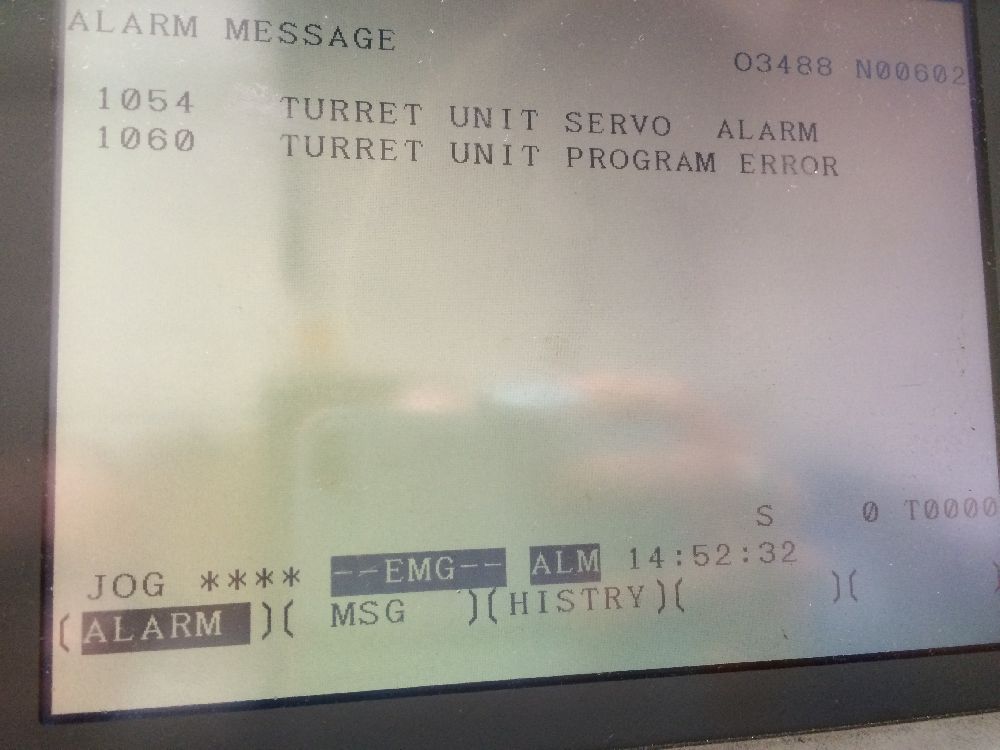 ALARM MESSAGE
O3488 N00602
1054 TURRET UNIT SERVO ALARM
1060 TURRET UNIT PROGRAM ERROR
S 0 T0000
JOG **** --EMG-- ALM 14:52:32
(ALARM )( MSG )(HISTRY)( )( )